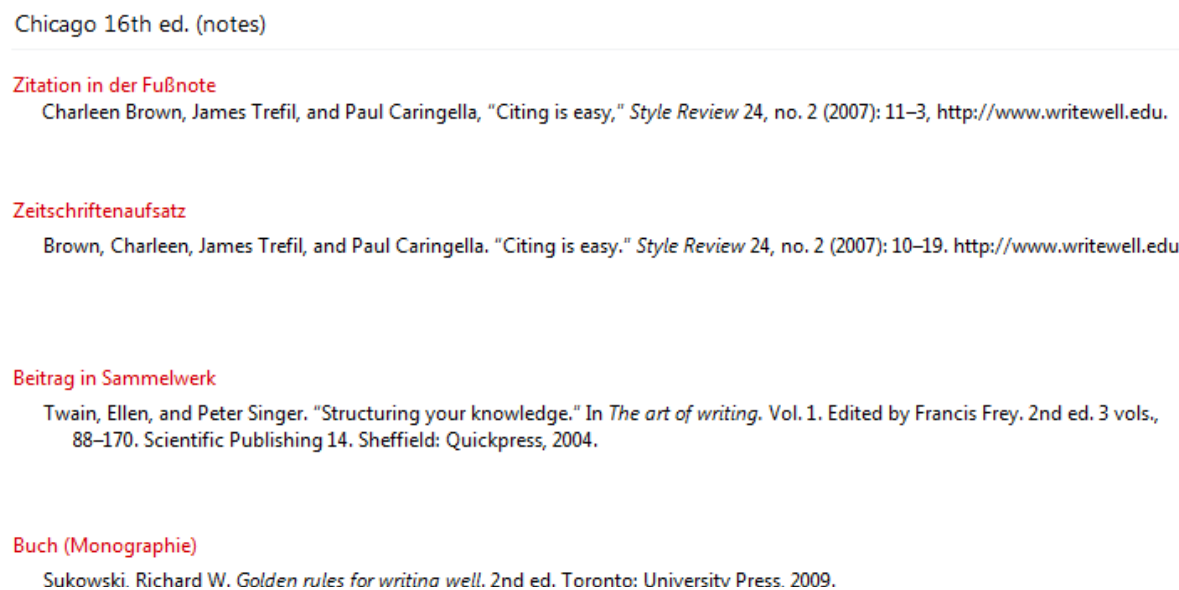 Chicago 16th ed. (notes)
Zitation in der Fußnote
Charleen Brown, James Trefil, and Paul Caringella, “Citing is easy,” Style Review 24, no. 2 (2007): 11–3, http://www.writewell.edu.
Zeitschriftenaufsatz
Brown, Charleen, James Trefil, and Paul Caringella. “Citing is easy.” Style Review 24, no. 2 (2007): 10–19. http://www.writewell.edu
Beitrag in Sammelwerk
Twain, Ellen, and Peter Singer. “Structuring your knowledge.” In The art of writing. Vol. 1. Edited by Francis Frey. 2nd ed. 3 vols.,
88–170. Scientific Publishing 14. Sheffield: Quickpress, 2004.
Buch (Monographie)
Sukowski, Richard W. Golden rules for writing well. 2nd ed. Toronto: University Press, 2009.